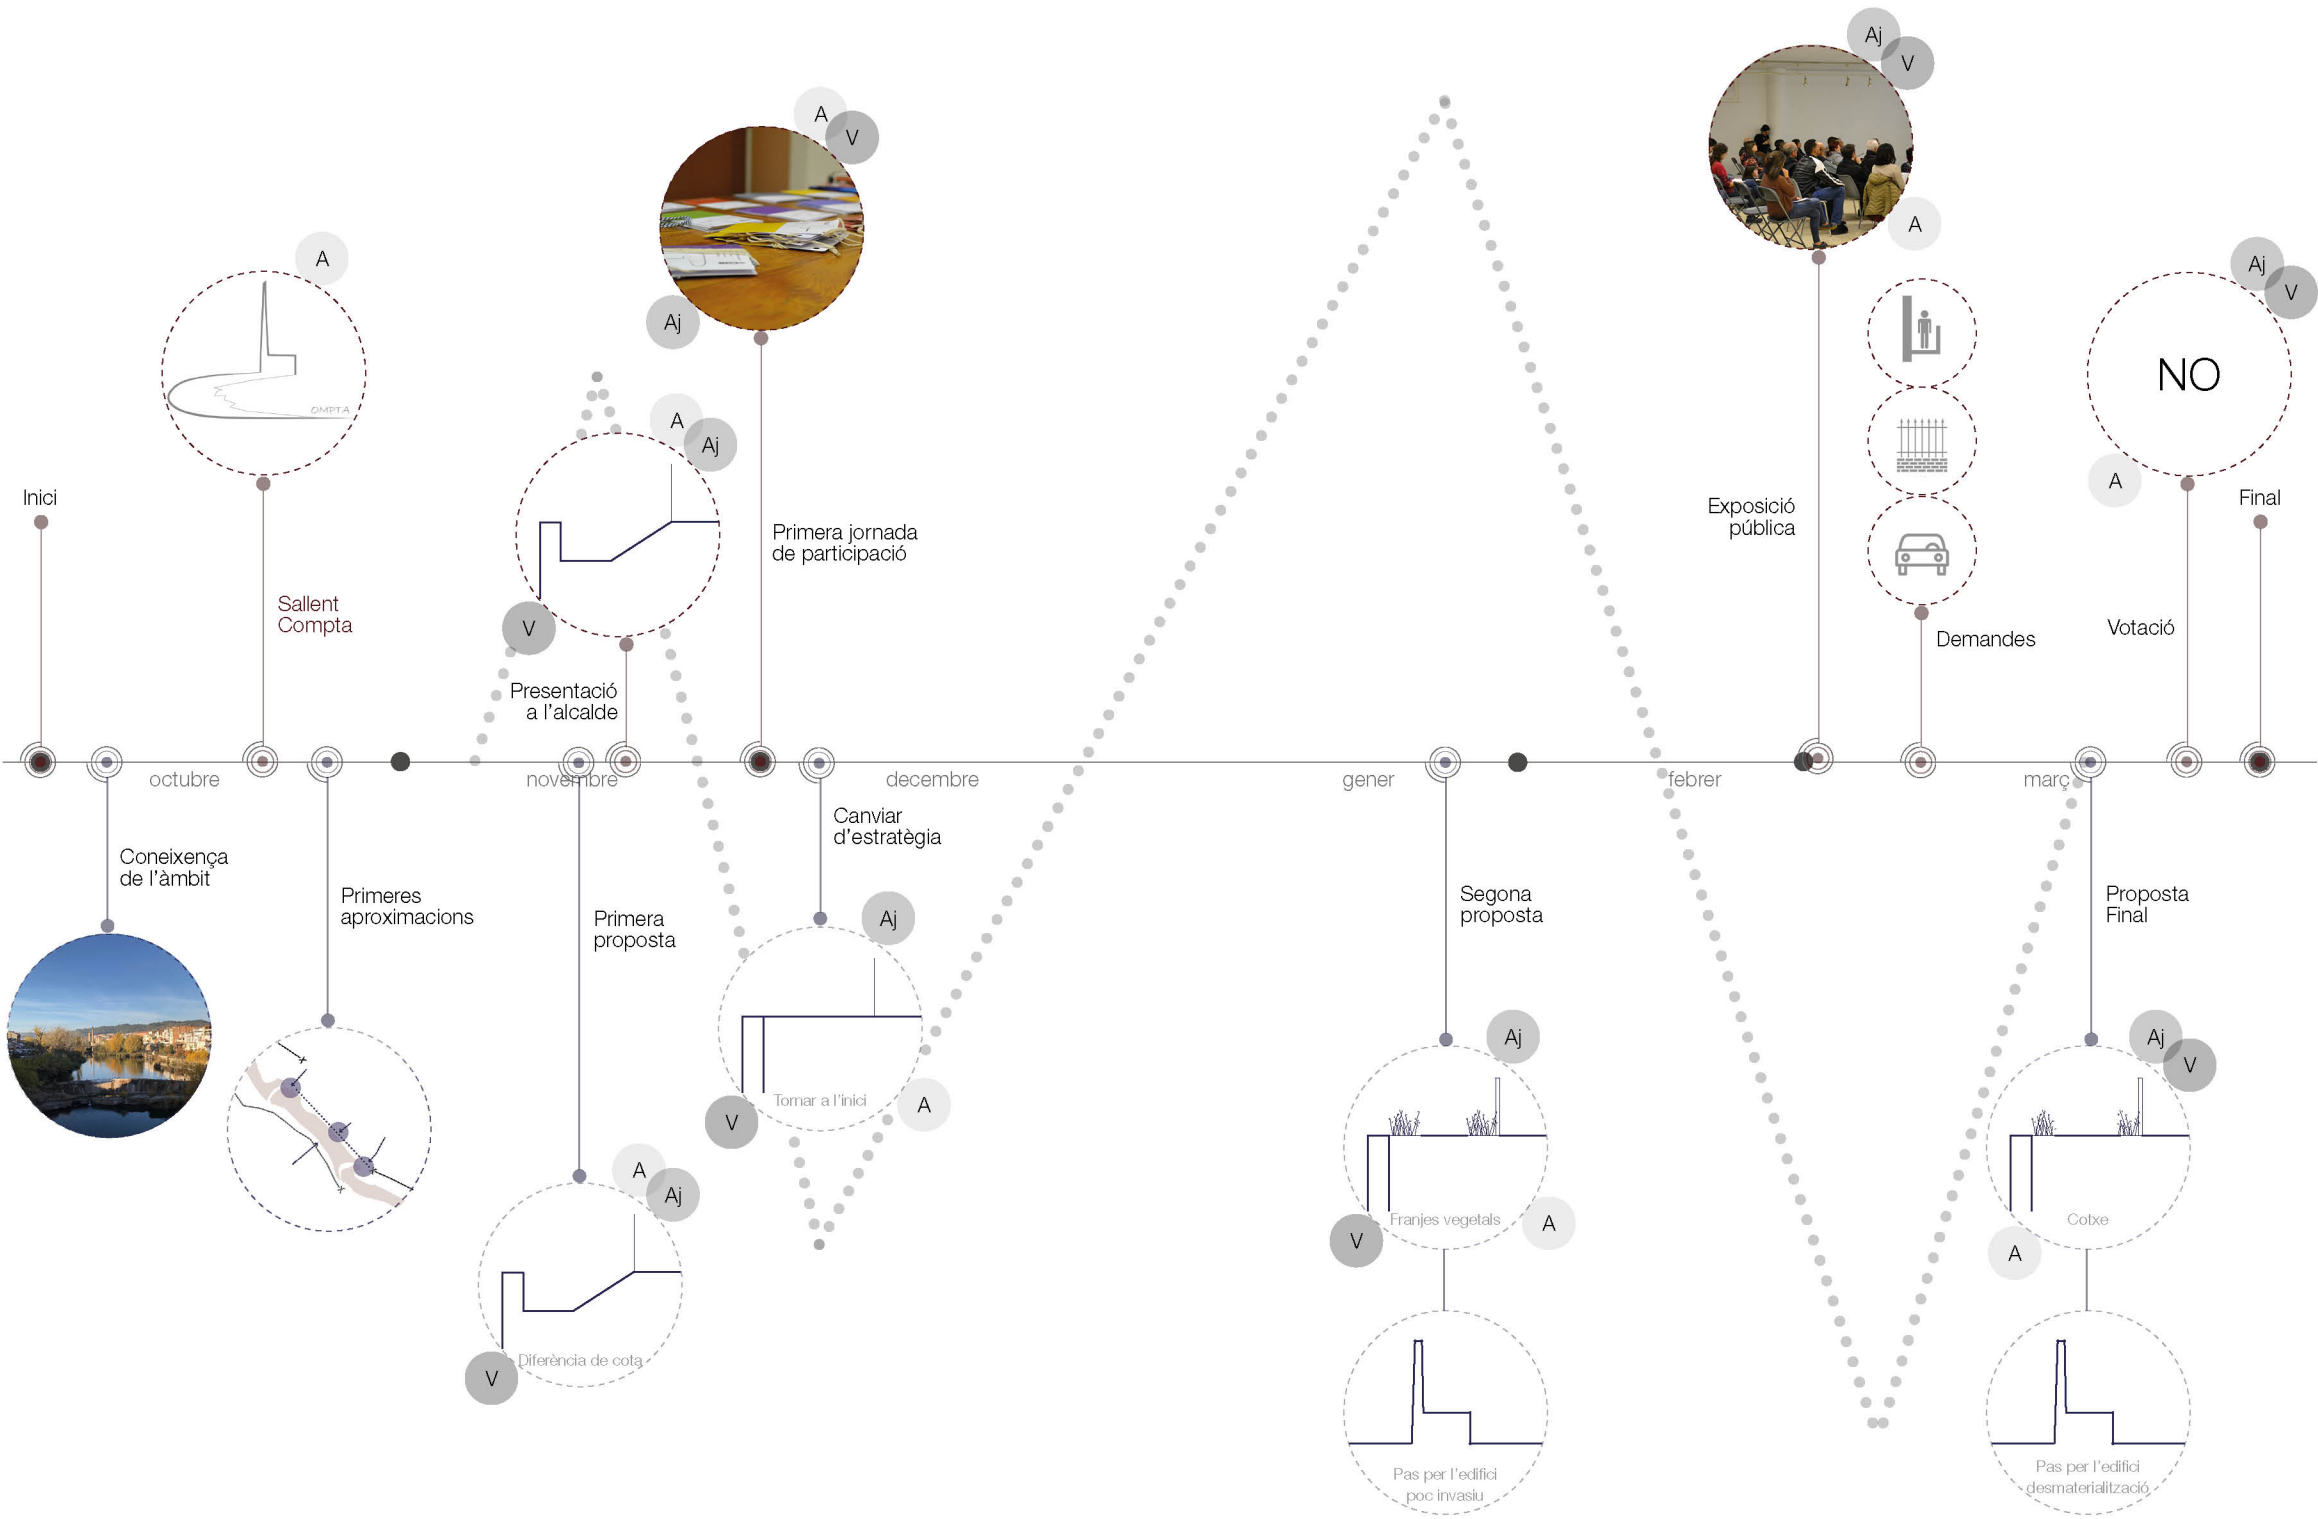 Inici
A
OMPTA
Sallent
Compta
A
Aj
V
Presentació
a l'alcalde
A
V
Aj
Primera jornada
de participació
Aj
V
A
Exposició
pública
Demandes
Aj
V
NO
A
Votació
Final
octubre
novembre
decembre
gener
febrer
març
Coneixença
de l'àmbit
Primeres
aproximacions
Primera
proposta
A
Aj
Diferència de cota
V
Canviar
d'estratègia
Aj
Tornar a l'inici
V
A
Segona
proposta
Aj
Franjes vegetals
V
A
Pas per l'edifici
poc invasiu
Proposta
Final
Aj
V
Cotxe
A
Pas per l'edifici
desmaterialització